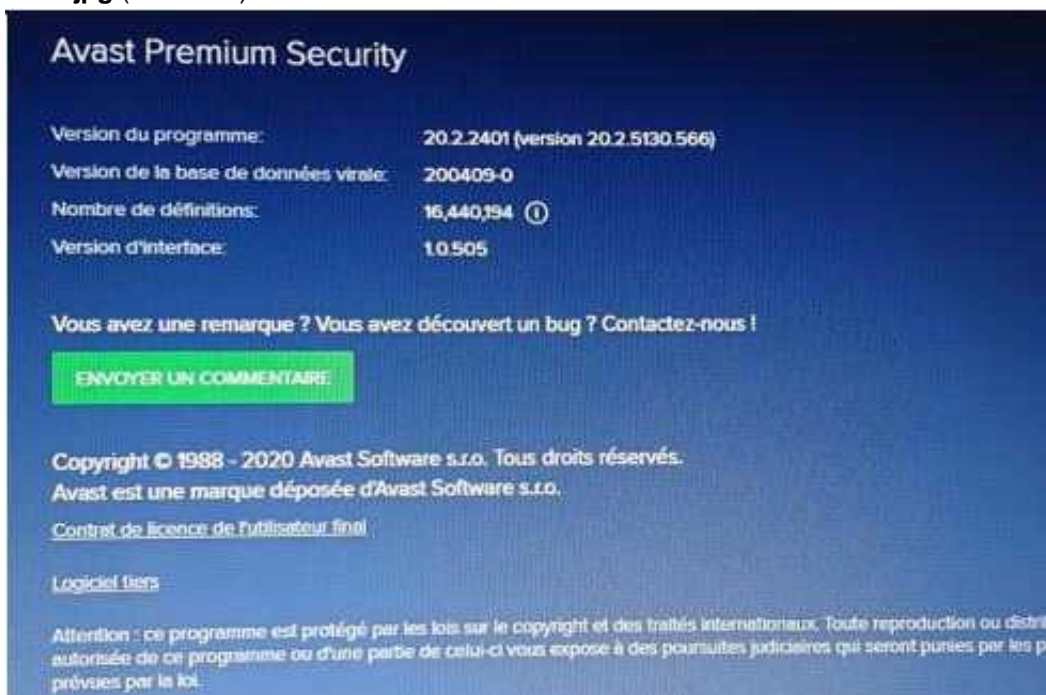 Avast Premium Security
Version du programme: 20.2.2401 (version 20.2.5130.566)
Version de la base de données virale: 200409-0
Nombre de définitions: 16,440,194
Version d'interface: 1.0.505
Vous avez une remarque ? Vous avez découvert un bug ? Contactez-nous !
ENVOYER UN COMMENTAIRE
Copyright © 1988 - 2020 Avast Software s.r.o. Tous droits réservés.
Avast est une marque déposée d'Avast Software s.r.o.
Contrat de licence de l'utilisateur final
Logiciel tiers
Attention : ce programme est protégé par les lois sur le copyright et des traités internationaux. Toute reproduction ou distri
autorisée de ce programme ou d'une partie de celui-ci vous expose à des poursuites judiciaires qui seront punies par les p
prévues par la loi.